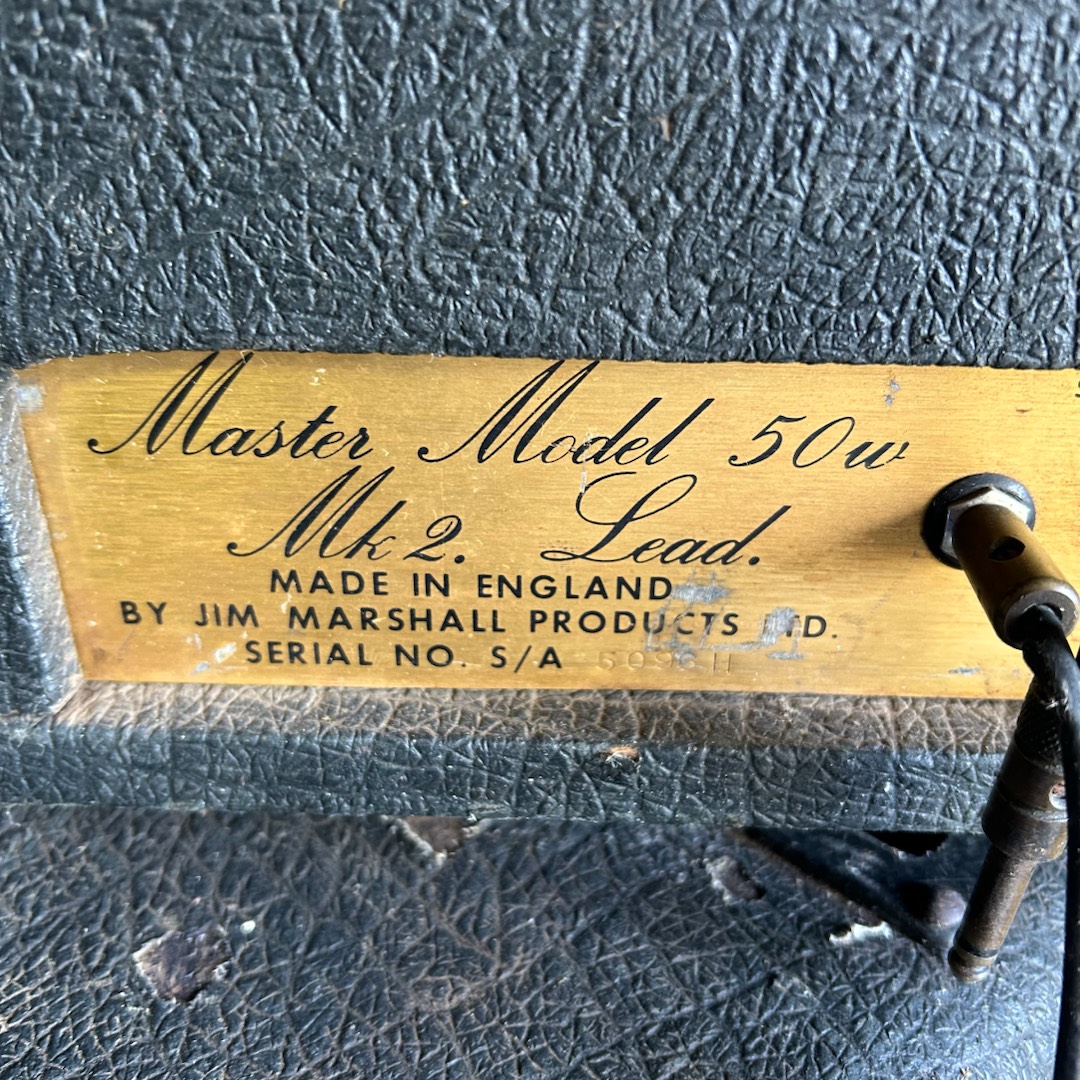 Master Model 50w
Mk 2. Lead.
MADE IN ENGLAND
BY JIM MARSHALL PRODUCTS LTD.
SERIAL NO. S/A